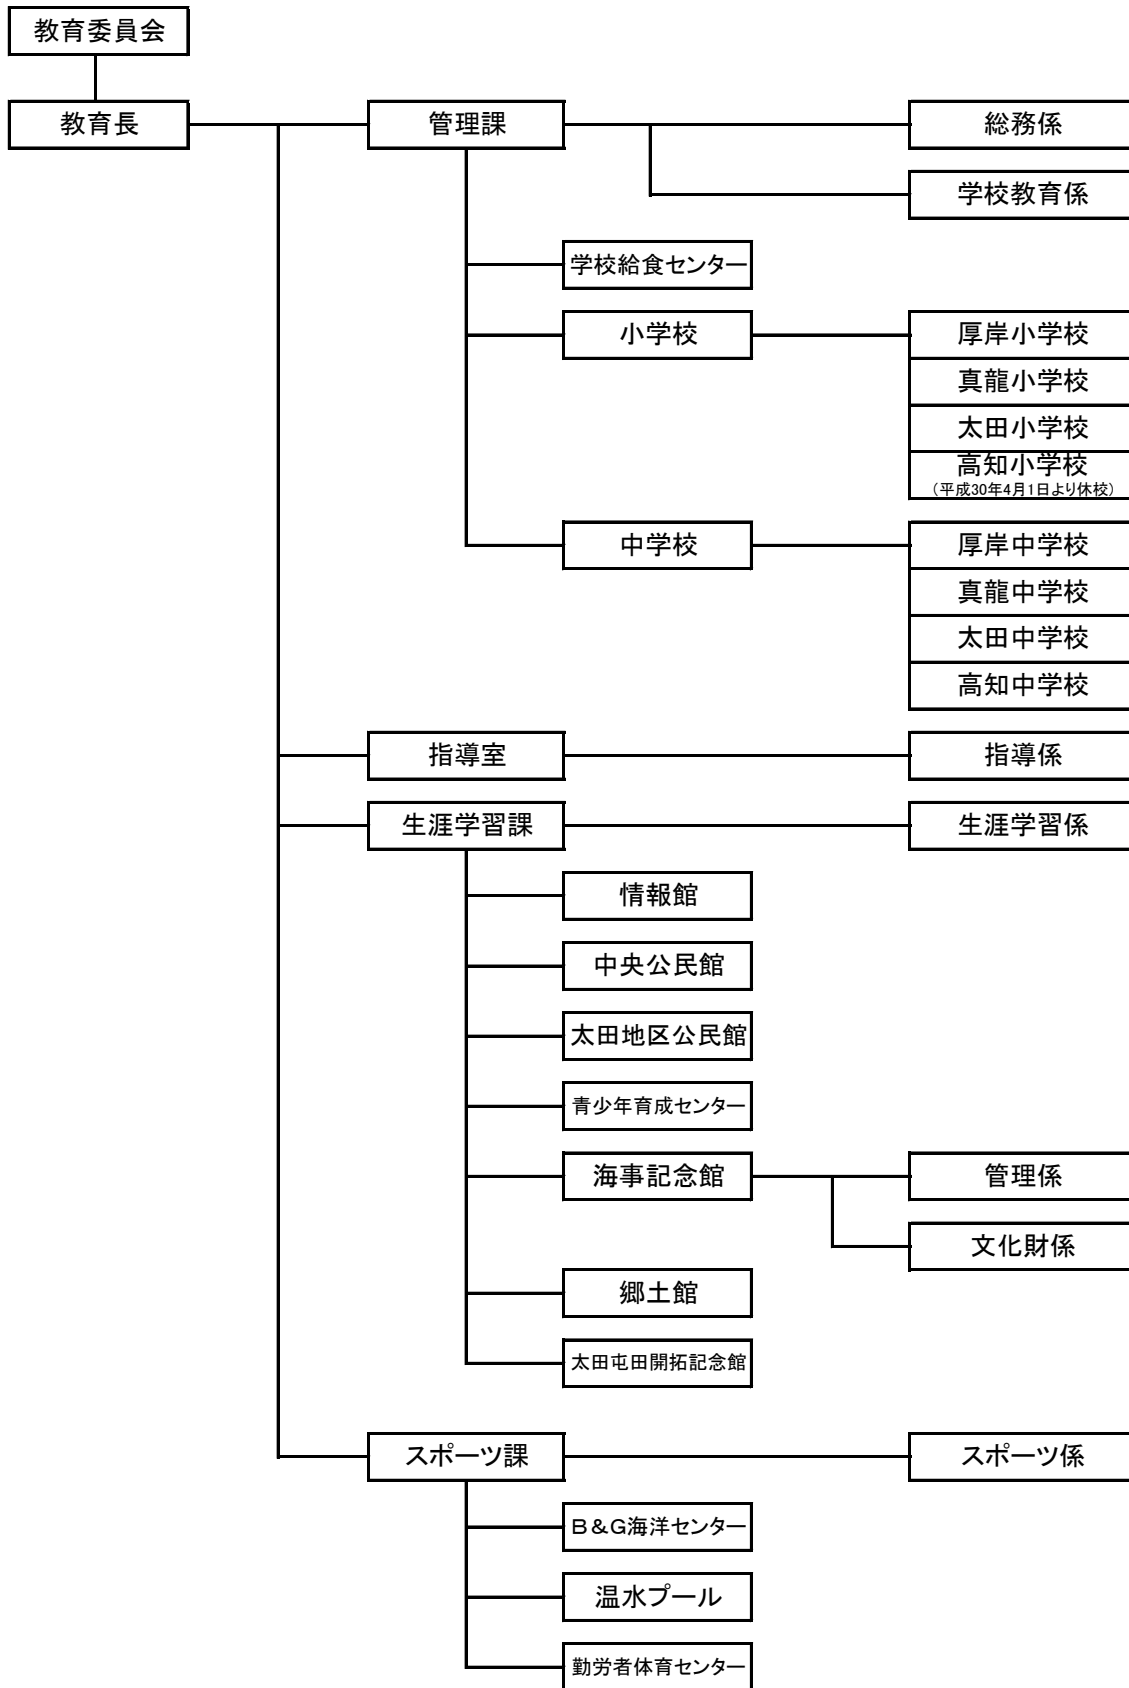 教育委員会
教育長
管理課
総務係
学校教育係
学校給食センター
小学校
厚岸小学校
真龍小学校
太田小学校
高知小学校
（平成30年4月1日より休校）
中学校
厚岸中学校
真龍中学校
太田中学校
高知中学校
指導室
指導係
生涯学習課
生涯学習係
情報館
中央公民館
太田地区公民館
青少年育成センター
海事記念館
管理係
文化財係
郷土館
太田屯田開拓記念館
スポーツ課
スポーツ係
B＆G海洋センター
温水プール
勤労者体育センター